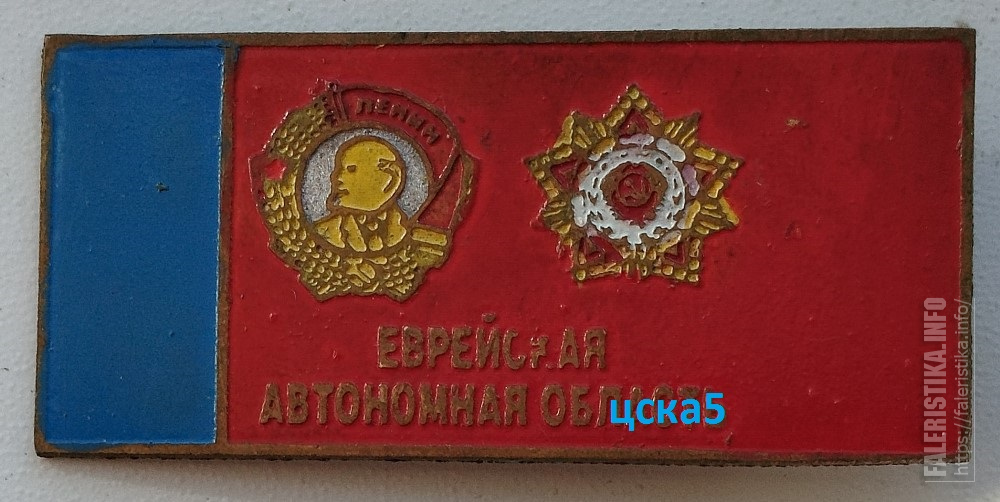 ЛЕНИН
ЕВРЕЙСКАЯ
АВТОНОМНАЯ ОБЛАСТЬ
цска5
FALERISTIKA.INFO
https://faleristika.info/